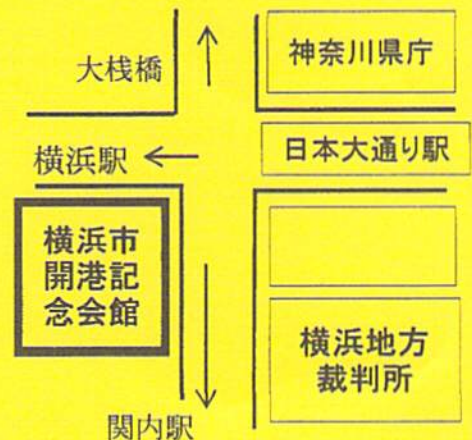 大桟橋
神奈川県庁
横浜駅
日本大通り駅
横浜市
開港記
念会館
横浜地方
裁判所
関内駅